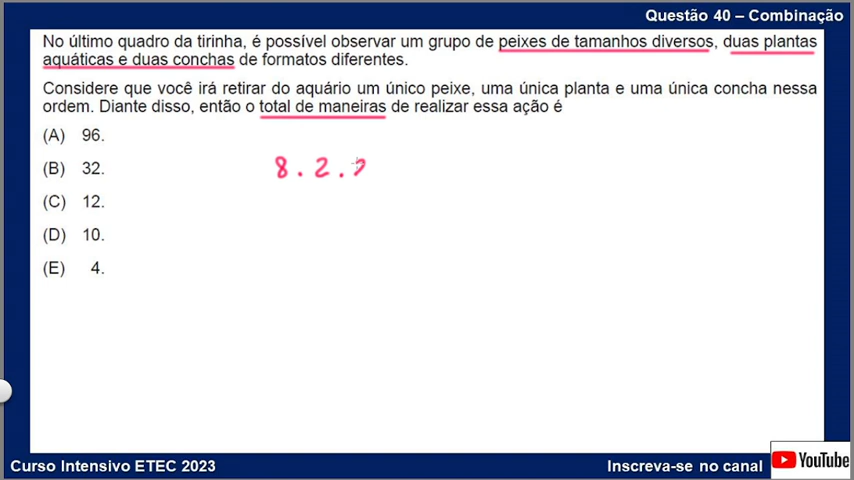 Questão 40 – Combinação
No último quadro da tirinha, é possível observar um grupo de peixes de tamanhos diversos, duas plantas
aquáticas e duas conchas de formatos diferentes.
Considere que você irá retirar do aquário um único peixe, uma única planta e uma única concha nessa
ordem. Diante disso, então o total de maneiras de realizar essa ação é
(A) 96.
(B) 32.
8 . 2 . 2
(C) 12.
(D) 10.
(E) 4.
Curso Intensivo ETEC 2023
Inscreva-se no canal
YouTube